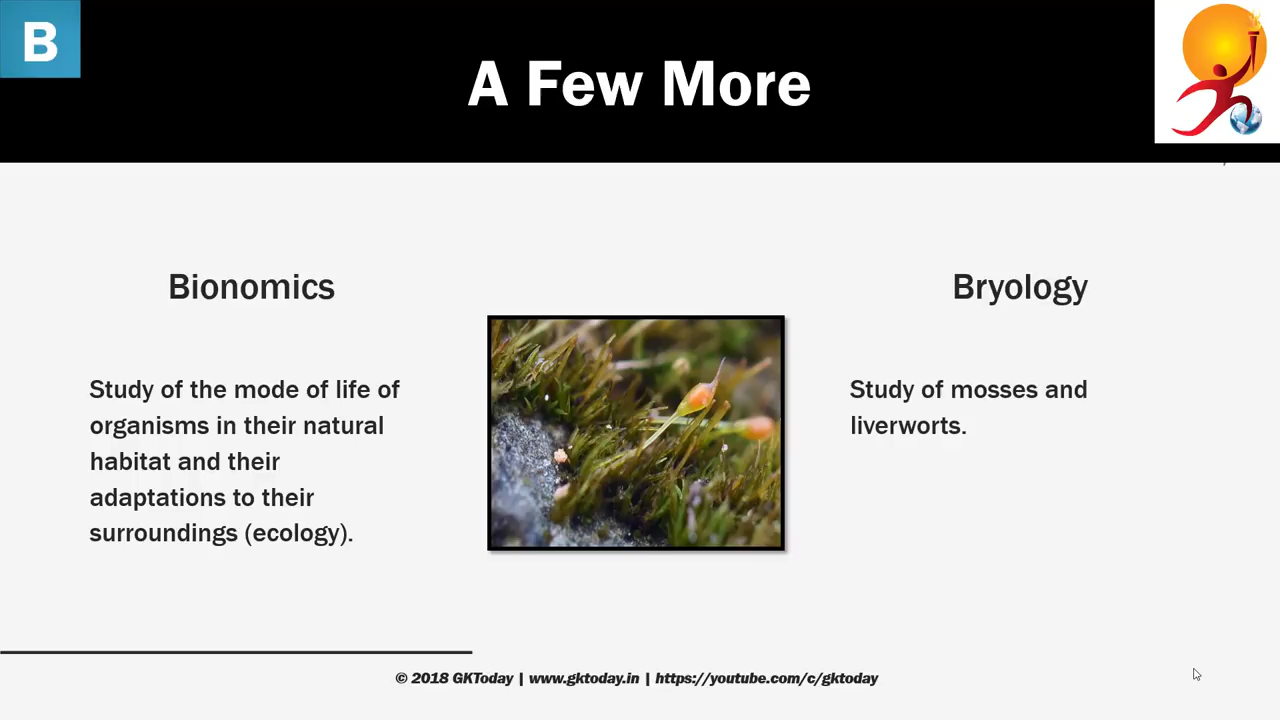 B
A Few More
Bionomics
Study of the mode of life of
organisms in their natural
habitat and their
adaptations to their
surroundings (ecology).
Bryology
Study of mosses and
liverworts.
© 2018 GKToday | www.gktoday.in | https://youtube.com/c/gktoday